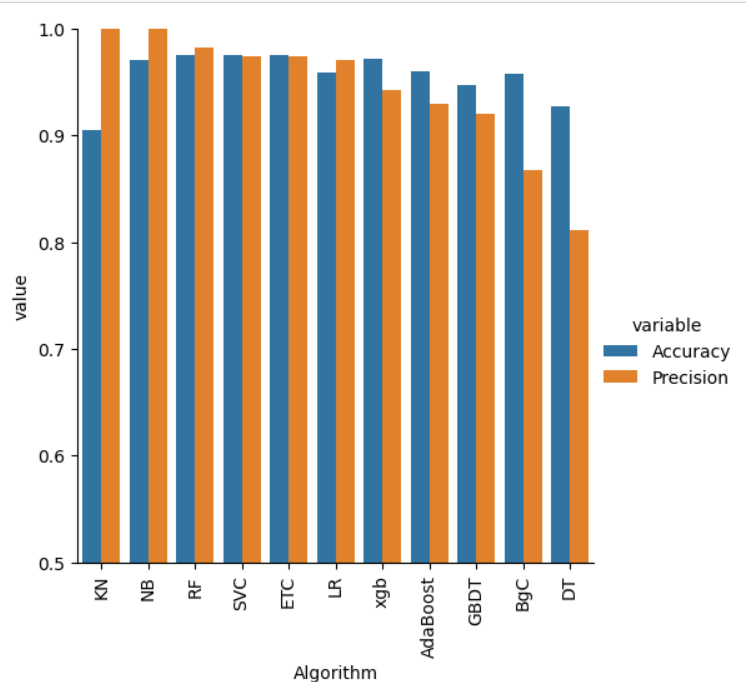 1.0
0.9
0.8
0.7
0.6
0.5
value
KN
NB
RF
SVC
ETC
LR
xgb
AdaBoost
GBDT
BgC
DT
Algorithm
variable
Accuracy
Precision